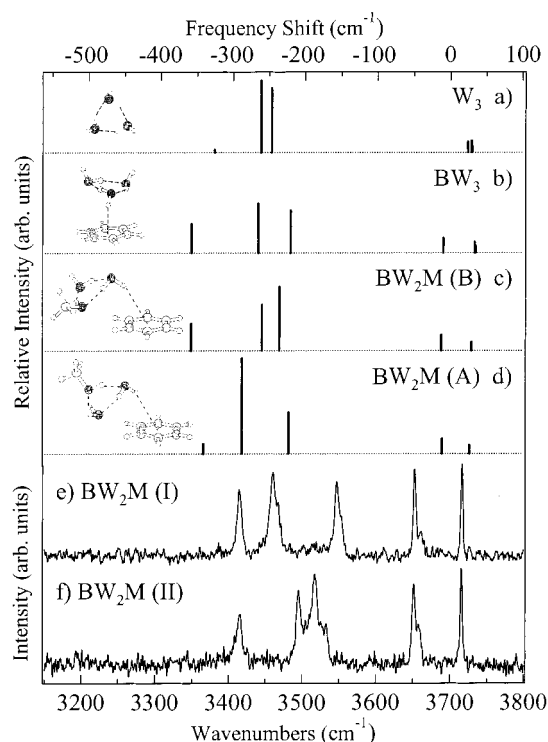 Frequency Shift (cm-1)
-500 -400 -300 -200 -100 0 100
W3 a)
BW3 b)
BW2M (B) c)
BW2M (A) d)
Relative Intensity (arb. units)
e) BW2M (I)
f) BW2M (II)
Intensity (arb. units)
3200 3300 3400 3500 3600 3700 3800
Wavenumbers (cm-1)